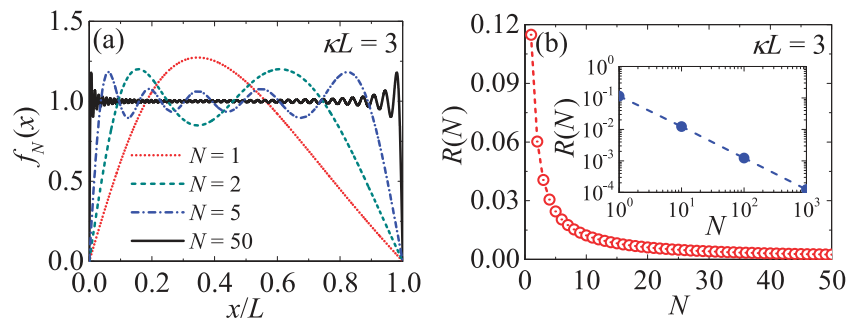 (a)
κL = 3
f_N(x)
1.5
1.0
0.5
0.0
N = 1
N = 2
N = 5
N = 50
0.0 0.2 0.4 0.6 0.8 1.0
x/L
(b)
κL = 3
R(N)
0.12
0.09
0.06
0.03
0.00
R(N)
10^0
10^-1
10^-2
10^-3
10^-4
10^0 10^1 10^2 10^3
N
0 10 20 30 40 50
N